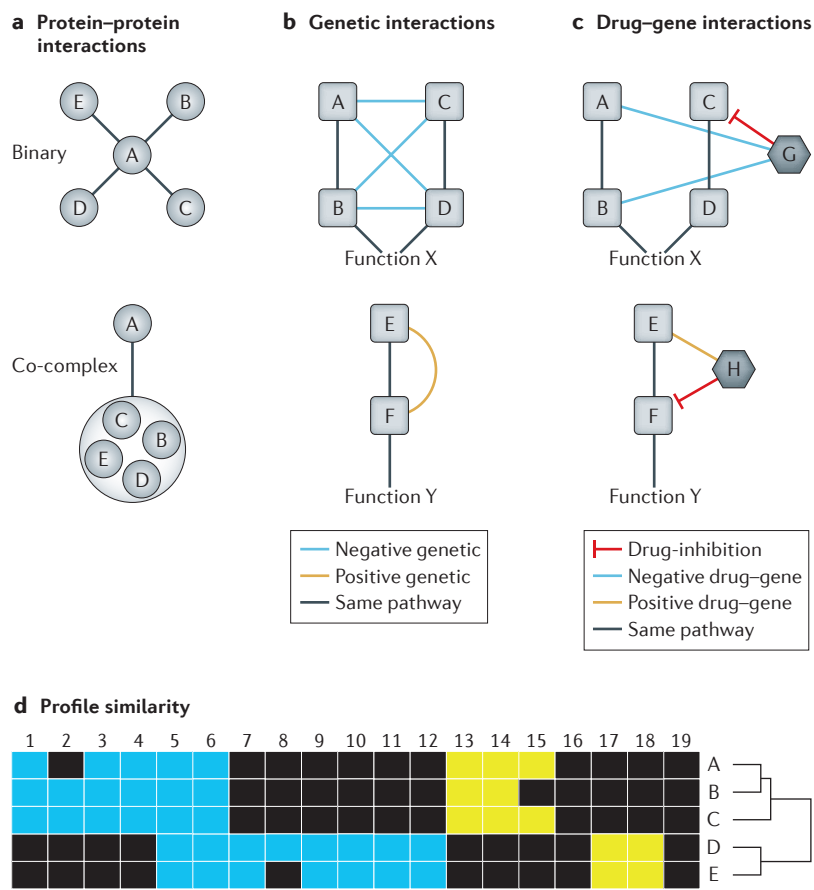 a Protein–protein interactions
b Genetic interactions
c Drug–gene interactions
Binary
E
B
A
D
C
A
C
B
D
Function X
A
C
G
B
D
Function X
Co-complex
A
C
B
E
D
E
F
Function Y
E
H
F
Function Y
Negative genetic
Positive genetic
Same pathway
Drug-inhibition
Negative drug–gene
Positive drug–gene
Same pathway
d Profile similarity
1 2 3 4 5 6 7 8 9 10 11 12 13 14 15 16 17 18 19
A
B
C
D
E